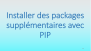 Installer des packages
supplémentaires avec
PIP